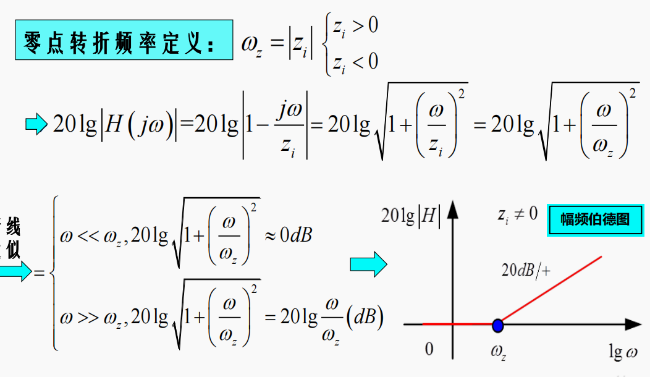 零点转折频率定义： ω_z = |z_i| { z_i > 0
z_i < 0
20lg|H(jω)|=20lg|1 − jω/z_i| = 20lg√(1+(ω/z_i)²) = 20lg√(1+(ω/ω_z)²)
线
似
= { ω << ω_z, 20lg√(1+(ω/ω_z)²) ≈ 0dB
ω >> ω_z, 20lg√(1+(ω/ω_z)²) = 20lg ω/ω_z (dB)
20lg|H| z_i ≠ 0 幅频伯德图
20dB/+
0 ω_z lg ω